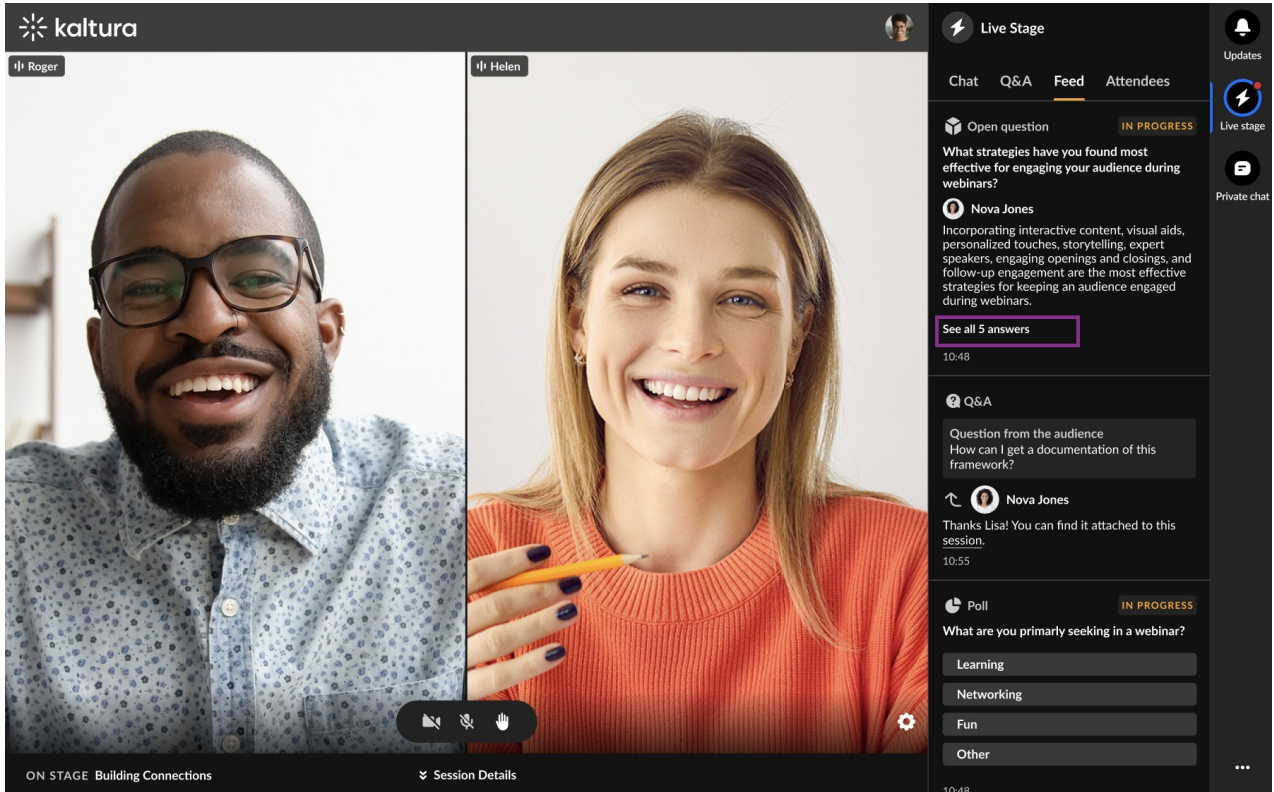 kaltura
Roger
Helen
Live Stage
Chat Q&A Feed Attendees
Open question IN PROGRESS
What strategies have you found most
effective for engaging your audience during
webinars?
Nova Jones
Incorporating interactive content, visual aids,
personalized touches, storytelling, expert
speakers, engaging openings and closings, and
follow-up engagement are the most effective
strategies for keeping an audience engaged
during webinars.
See all 5 answers
10:48
Q&A
Question from the audience
How can I get a documentation of this
framework?
Nova Jones
Thanks Lisa! You can find it attached to this
session.
10:55
Poll IN PROGRESS
What are you primarly seeking in a webinar?
Learning
Networking
Fun
Other
10:48
Updates
Live stage
Private chat
ON STAGE Building Connections
Session Details